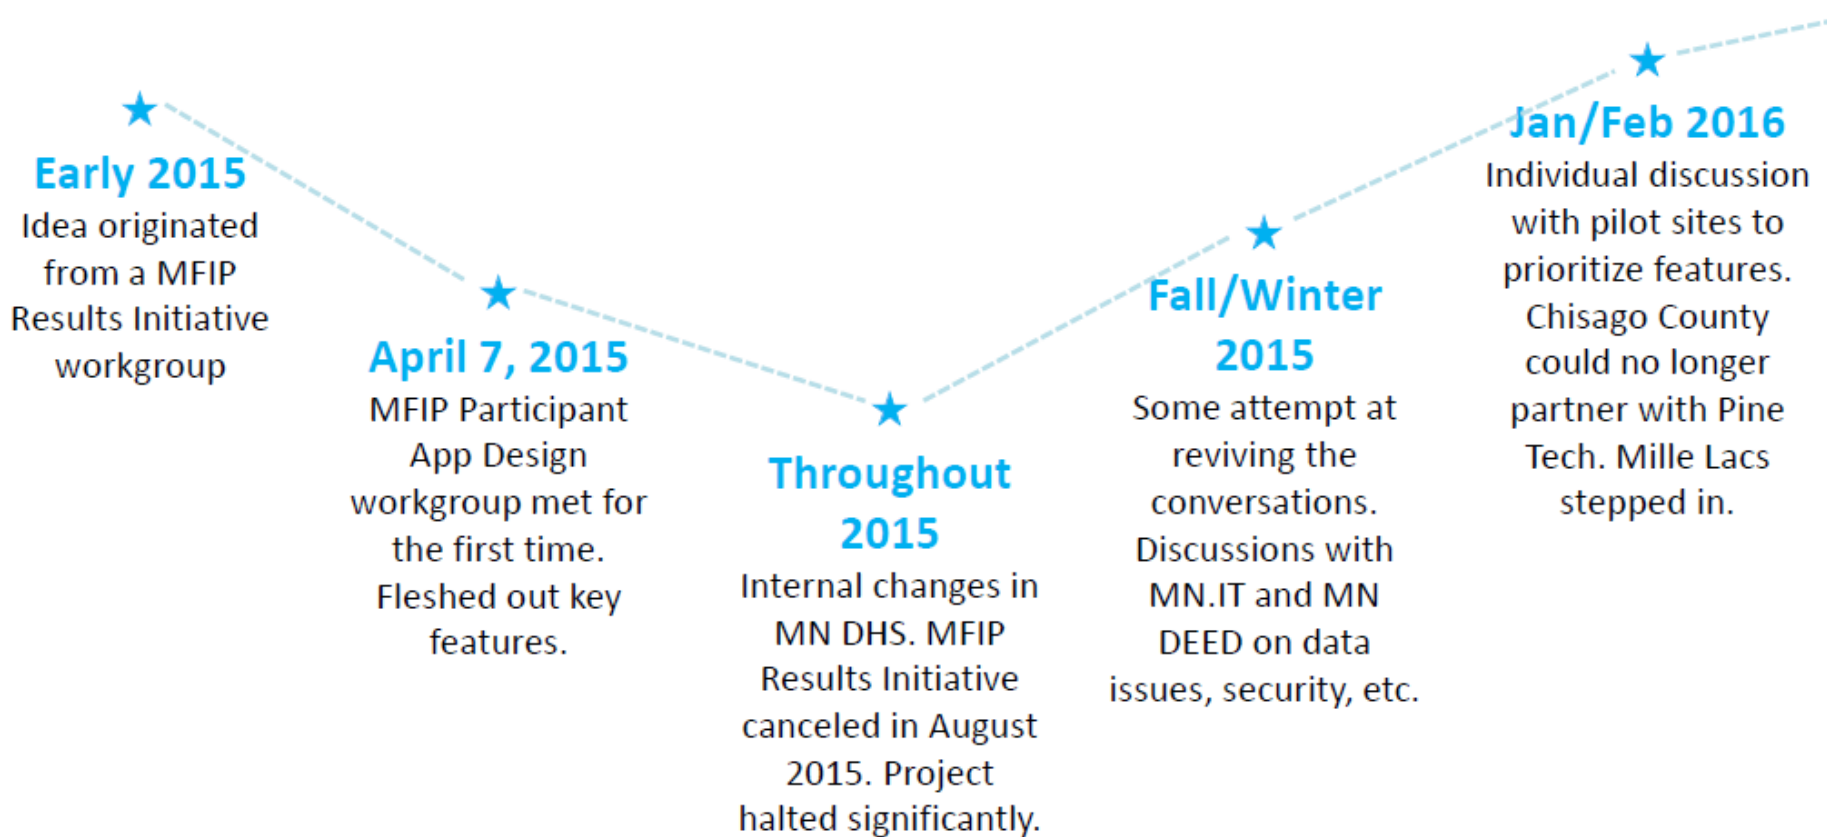 Early 2015
Idea originated
from a MFIP
Results Initiative
workgroup
April 7, 2015
MFIP Participant
App Design
workgroup met for
the first time.
Fleshed out key
features.
Throughout
2015
Internal changes in
MN DHS. MFIP
Results Initiative
canceled in August
2015. Project
halted significantly.
Fall/Winter
2015
Some attempt at
reviving the
conversations.
Discussions with
MN.IT and MN
DEED on data
issues, security, etc.
Jan/Feb 2016
Individual discussion
with pilot sites to
prioritize features.
Chisago County
could no longer
partner with Pine
Tech. Mille Lacs
stepped in.